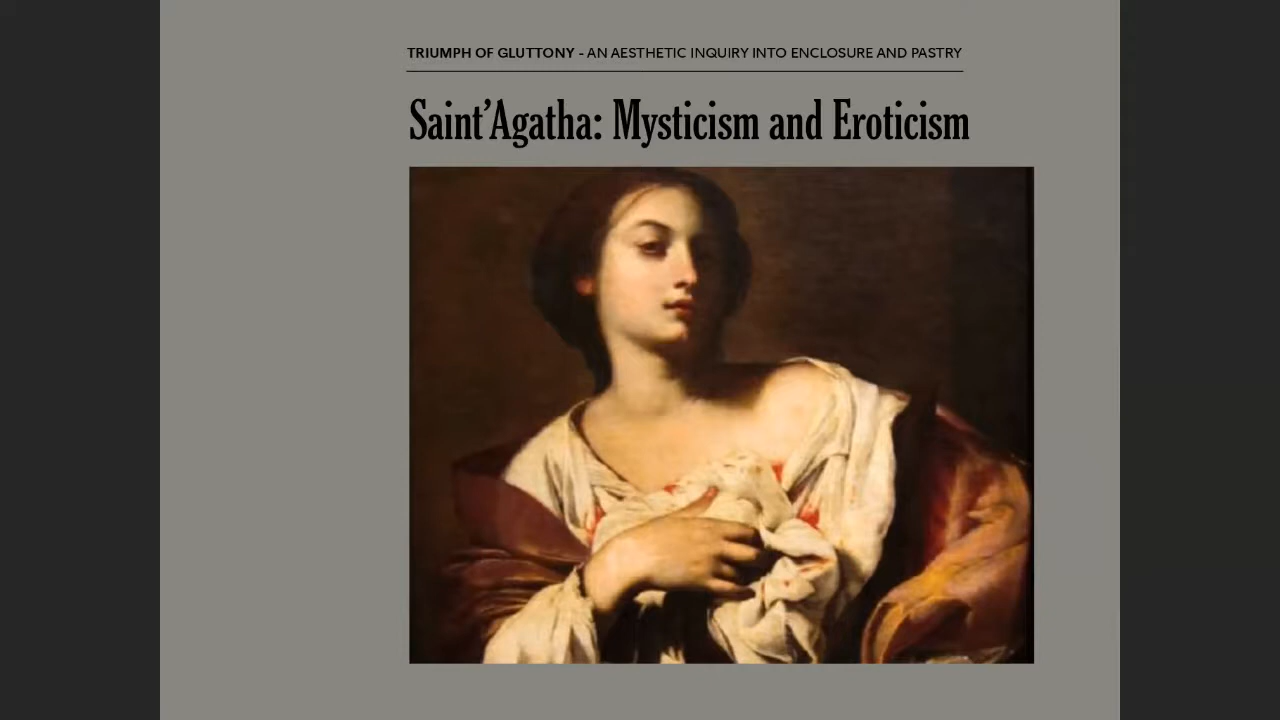 TRIUMPH OF GLUTTONY - AN AESTHETIC INQUIRY INTO ENCLOSURE AND PASTRY
Saint’Agatha: Mysticism and Eroticism